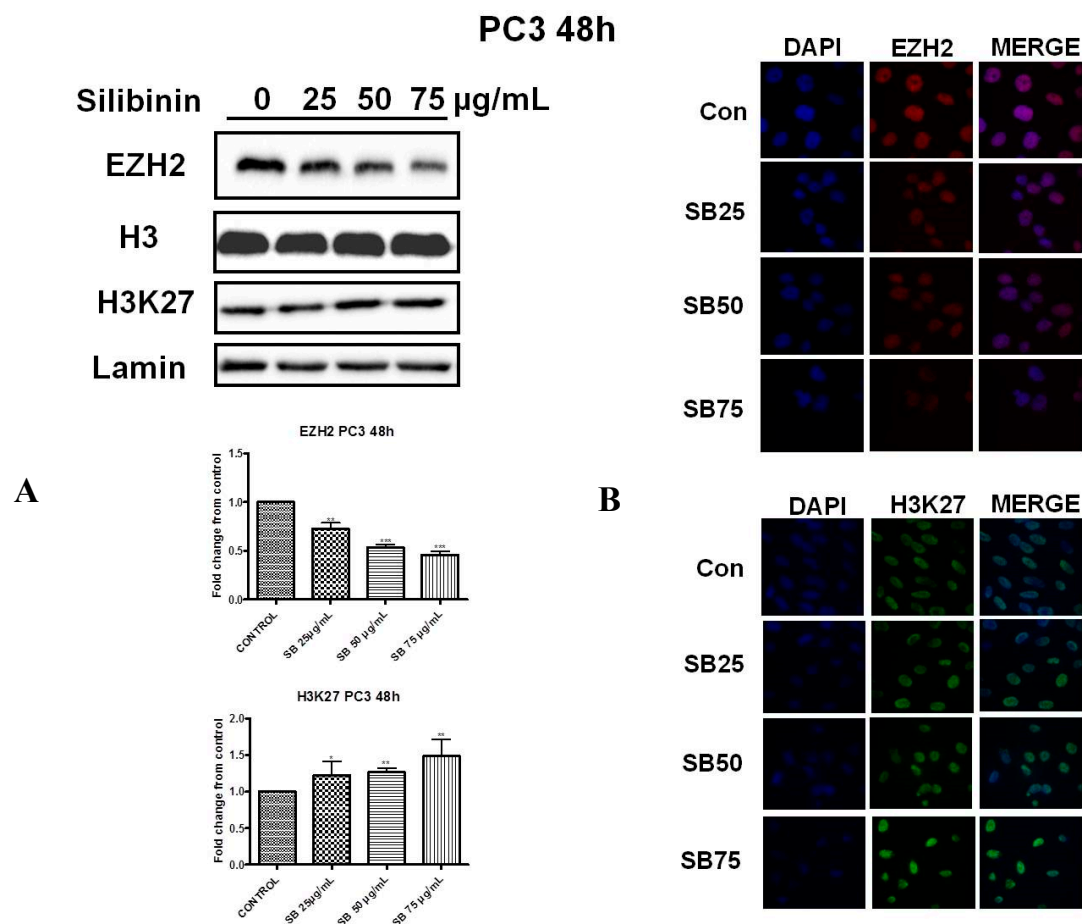 PC3 48h
Silibinin 0 25 50 75 µg/mL
EZH2
H3
H3K27
Lamin
EZH2 PC3 48h
Fold change from control
1.5
1.0
0.5
0.0
**
***
***
CONTROL
SB 25µg/mL
SB 50 µg/mL
SB 75 µg/mL
A
H3K27 PC3 48h
Fold change from control
2.0
1.5
1.0
0.5
0.0
*
**
**
CONTROL
SB 25µg/mL
SB 50 µg/mL
SB 75 µg/mL
DAPI EZH2 MERGE
Con
SB25
SB50
SB75
B
DAPI H3K27 MERGE
Con
SB25
SB50
SB75